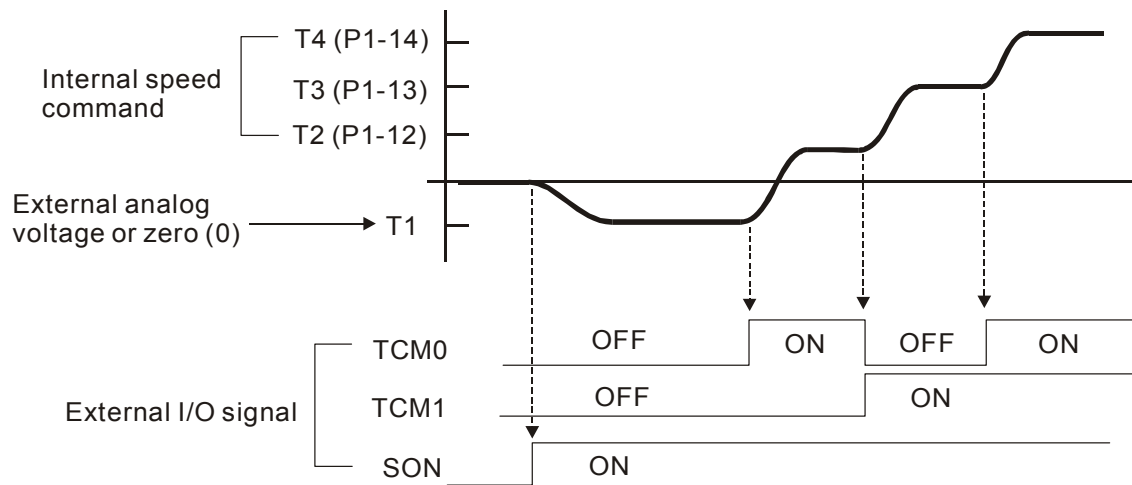 T4 (P1-14)
Internal speed
command
T3 (P1-13)
T2 (P1-12)
External analog
voltage or zero (0)
T1
TCM0
OFF
ON
OFF
ON
External I/O signal
TCM1
OFF
ON
SON
ON